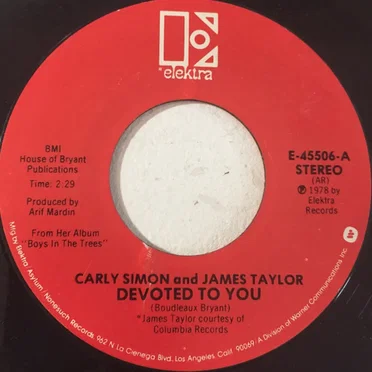 elektra
BMI
House of Bryant
Publications
Time: 2:29
Produced by
Arif Mardin
From Her Album
"Boys In The Trees"
E-45506-A
STEREO
(AR)
Ⓟ 1978 by
Elektra
Records
CARLY SIMON and JAMES TAYLOR
DEVOTED TO YOU
(Boudleaux Bryant)
*James Taylor courtesy of
Columbia Records
Mfg by Elektra/Asylum/Nonesuch Records, 962 N. La Cienega Blvd. Los Angeles, Calif. 90069 · A Division of Warner Communications Inc.